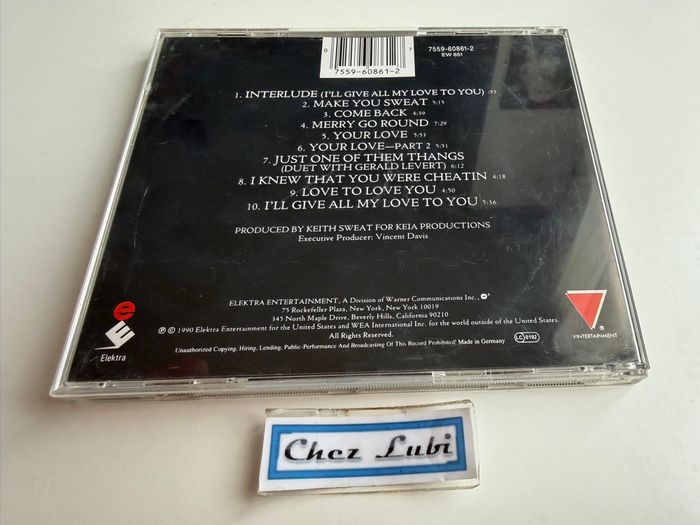 0 7
7559-60861-2
7559-60861-2
EW 851
1. INTERLUDE (I'LL GIVE ALL MY LOVE TO YOU) :53
2. MAKE YOU SWEAT 5:15
3. COME BACK 4:39
4. MERRY GO ROUND 7:29
5. YOUR LOVE 5:53
6. YOUR LOVE—PART 2 5:51
7. JUST ONE OF THEM THANGS
(DUET WITH GERALD LEVERT) 6:12
8. I KNEW THAT YOU WERE CHEATIN 4:18
9. LOVE TO LOVE YOU 4:50
10. I'LL GIVE ALL MY LOVE TO YOU 5:36
PRODUCED BY KEITH SWEAT FOR KEIA PRODUCTIONS
Executive Producer: Vincent Davis
ELEKTRA ENTERTAINMENT, A Division of Warner Communications Inc.,
75 Rockefeller Plaza, New York, New York 10019
345 North Maple Drive, Beverly Hills, California 90210
℗ © 1990 Elektra Entertainment for the United States and WEA International Inc. for the world outside of the United States.
All Rights Reserved.
Unauthorized Copying, Hiring, Lending, Public-Performance And Broadcasting Of This Record Prohibited. Made in Germany
LC 0192
e
E
Elektra
V
®
VINTERTAINMENT
Chez Lubi